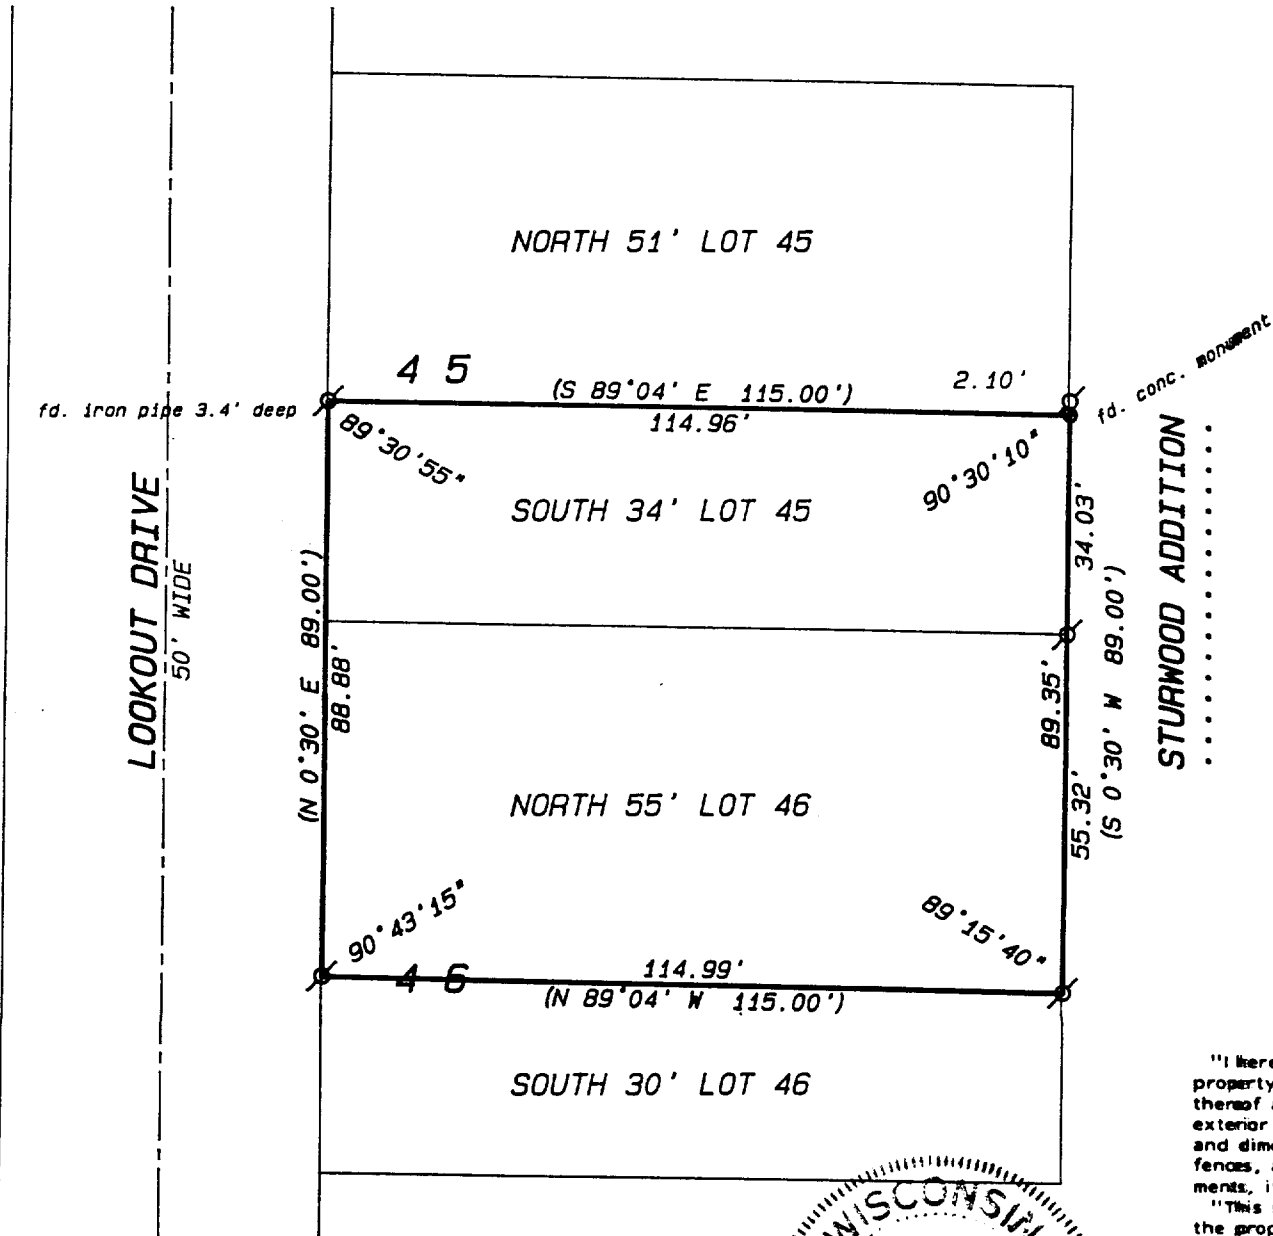 NORTH 51' LOT 45
4 5
(S 89°04' E 115.00')
2.10'
fd. conc. monument
fd. iron pipe 3.4' deep
114.96'
89°30'55"
90°30'10"
SOUTH 34' LOT 45
34.03'
STURWOOD ADDITION
LOOKOUT DRIVE
50' WIDE
(N 0°30' E 89.00')
88.88'
89.35'
(S 0°30' W 89.00')
55.32'
NORTH 55' LOT 46
90°43'15"
89°15'40"
4 6
114.99'
(N 89°04' W 115.00')
SOUTH 30' LOT 46
property
thereof
exterior
and dim
fences,
ments, i
"This
the prop
WISCONSIN